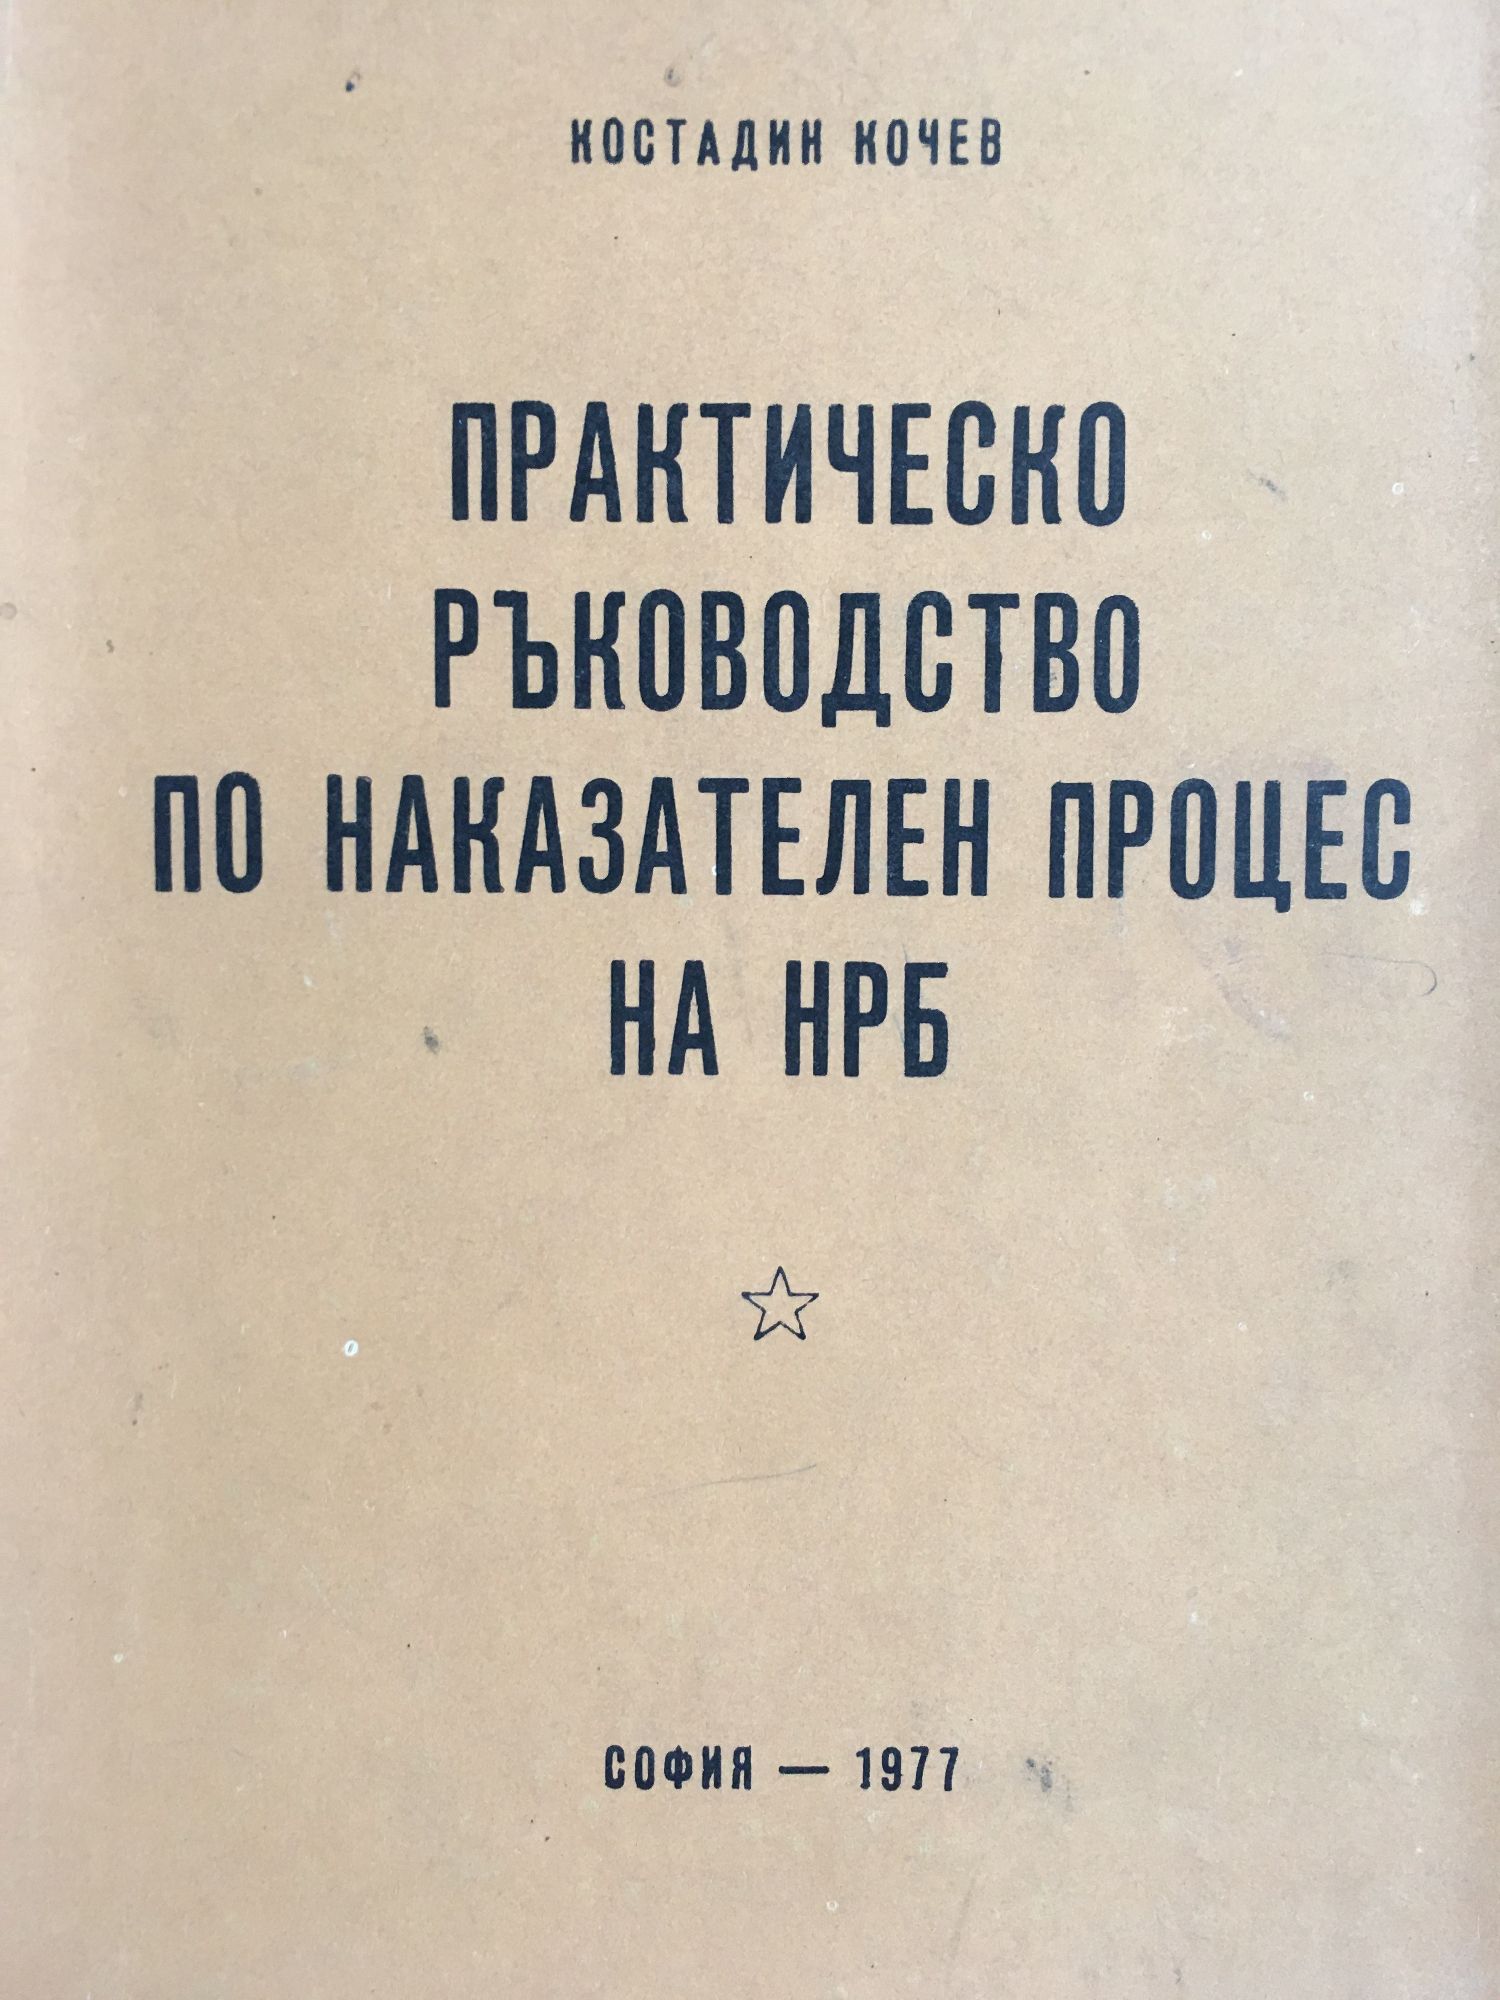 КОСТАДИН КОЧЕВ
ПРАКТИЧЕСКО
РЪКОВОДСТВО
ПО НАКАЗАТЕЛЕН ПРОЦЕС
НА НРБ
СОФИЯ — 1977